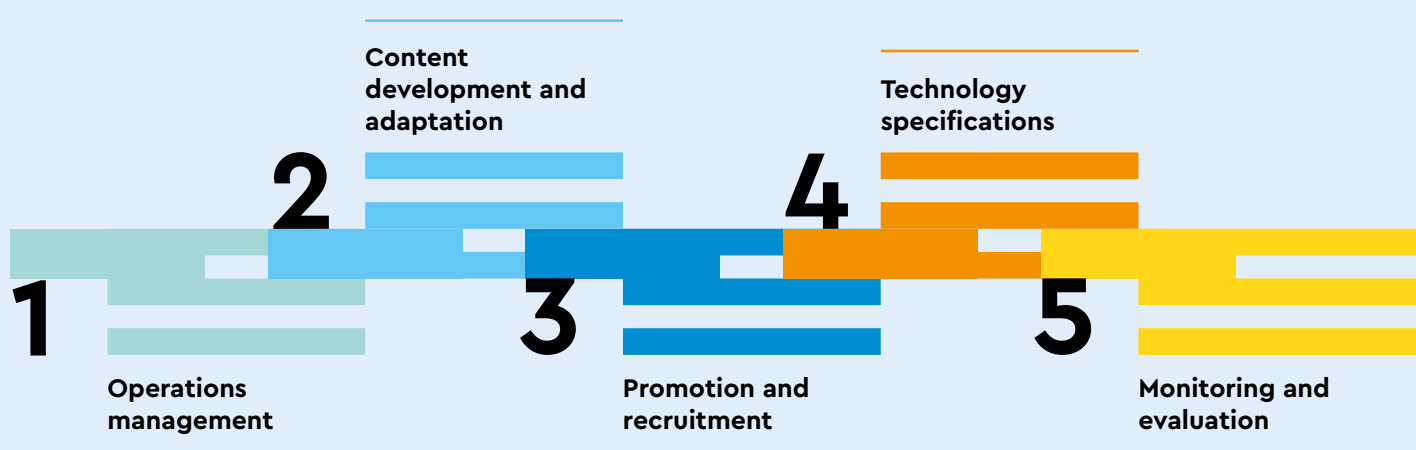 1
Operations
management
2
Content
development and
adaptation
3
Promotion and
recruitment
4
Technology
specifications
5
Monitoring and
evaluation